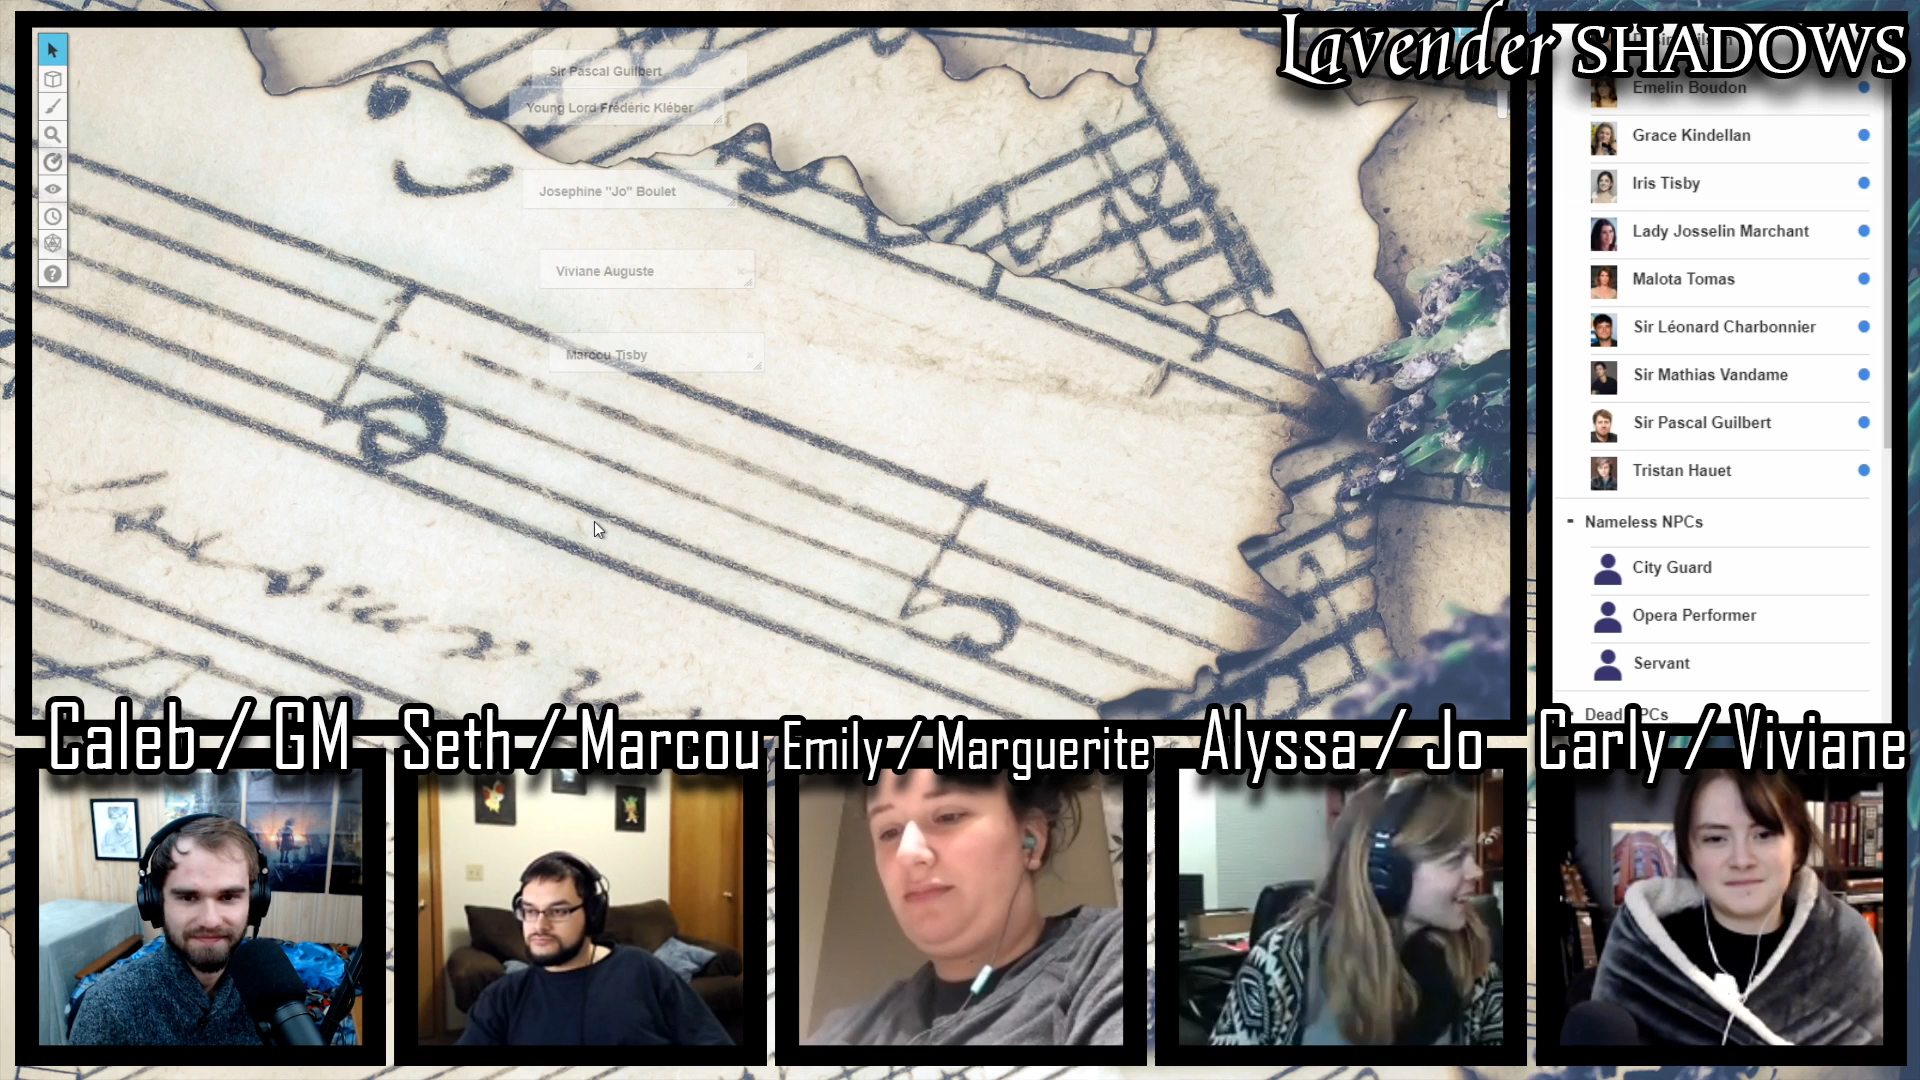 Lavender SHADOWS
Sir Pascal Guilbert
Young Lord Frédéric Kléber
Josephine "Jo" Boulet
Viviane Auguste
Marcou Tisby
Emelin Boudon
Grace Kindellan
Iris Tisby
Lady Josselin Marchant
Malota Tomas
Sir Léonard Charbonnier
Sir Mathias Vandame
Sir Pascal Guilbert
Tristan Hauet
Nameless NPCs
City Guard
Opera Performer
Servant
Dead NPCs
Caleb / GM
Seth / Marcou
Emily / Marguerite
Alyssa / Jo
Carly / Viviane